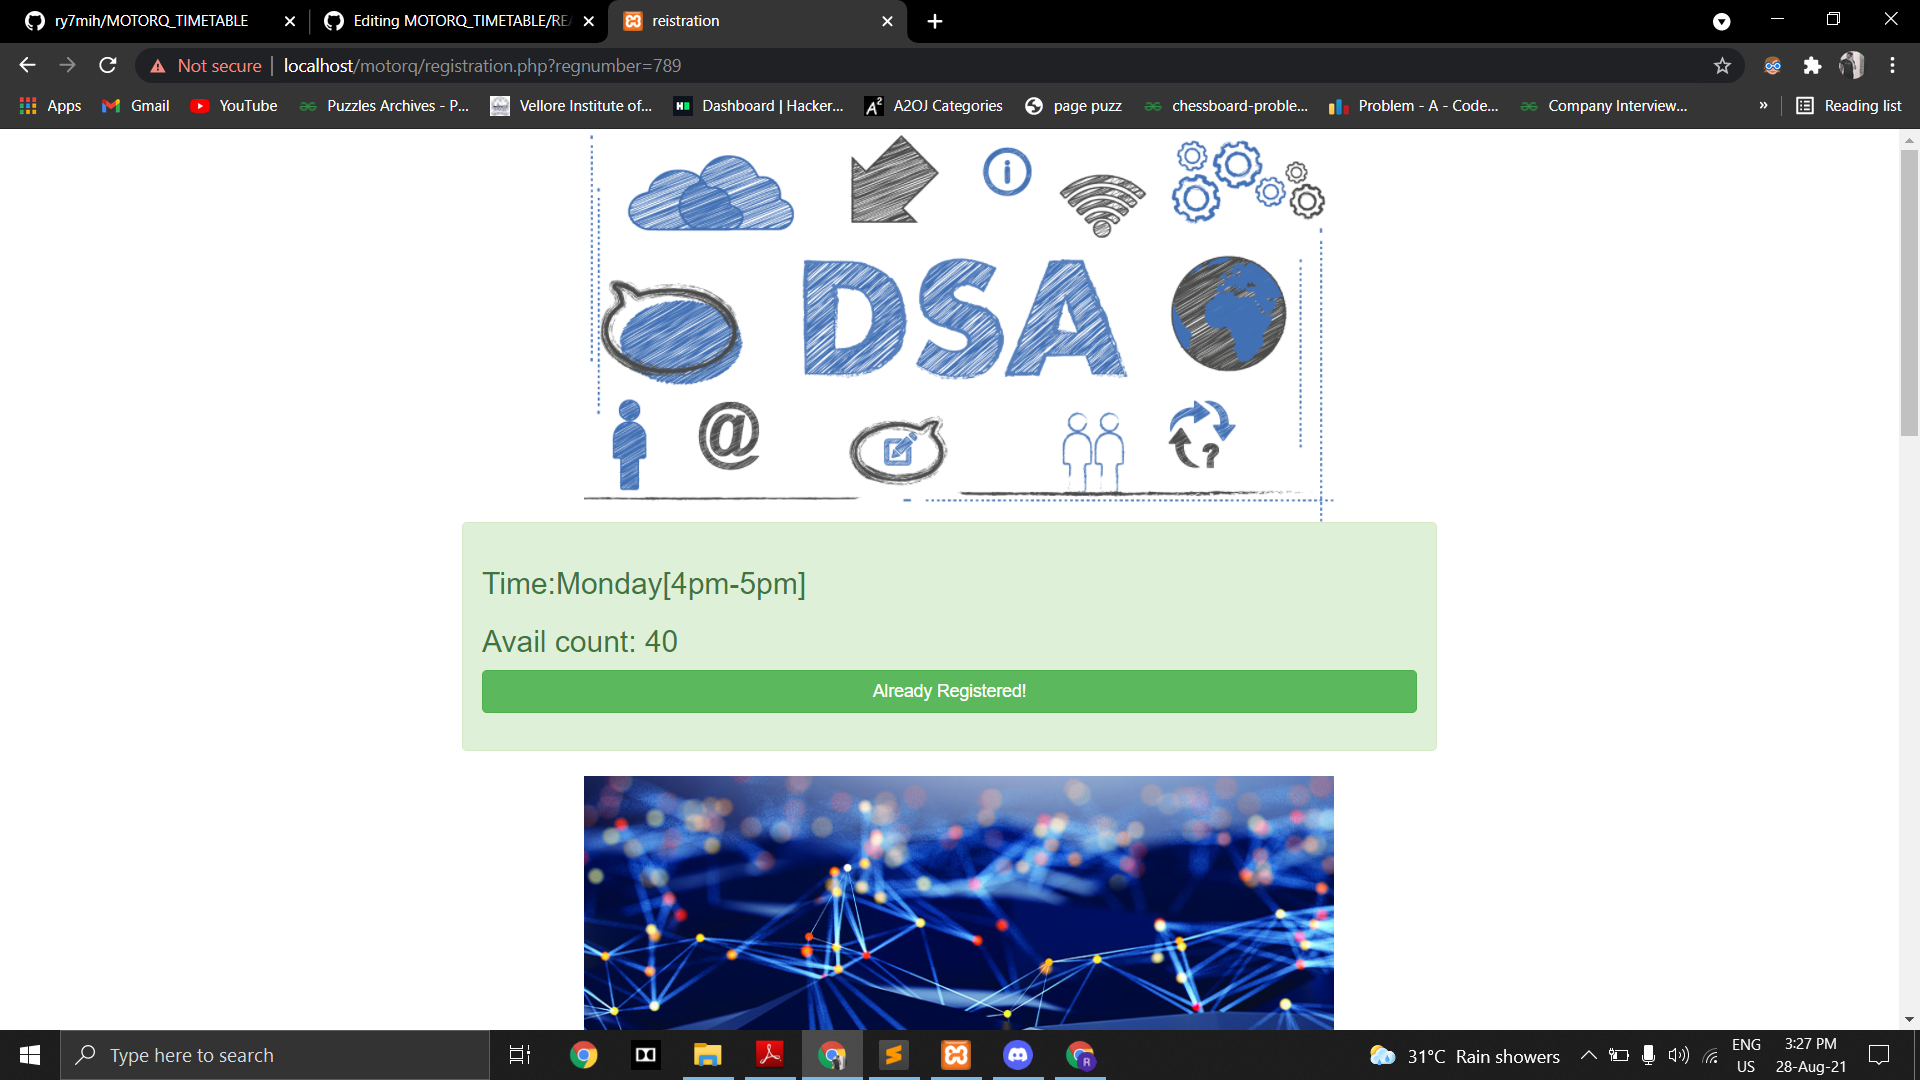 ry7mih/MOTORQ_TIMETABLE
Editing MOTORQ_TIMETABLE/REA
reistration
Not secure
localhost/motorq/registration.php?regnumber=789
Apps
Gmail
YouTube
Puzzles Archives - P...
Vellore Institute of...
Dashboard | Hacker...
A2OJ Categories
page puzz
chessboard-proble...
Problem - A - Code...
Company Interview...
»
Reading list
DSA
@
?
Time:Monday[4pm-5pm]
Avail count: 40
Already Registered!
Type here to search
31°C Rain showers
ENG
US
3:27 PM
28-Aug-21